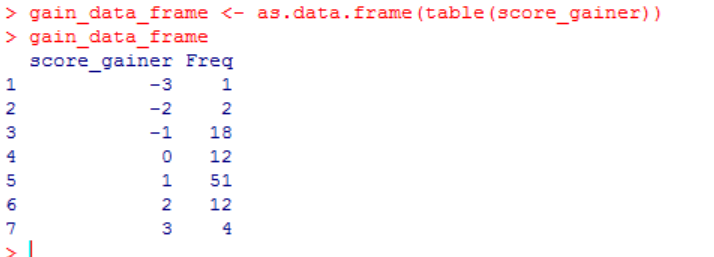 > gain_data_frame <- as.data.frame(table(score_gainer))
> gain_data_frame
  score_gainer Freq
1           -3    1
2           -2    2
3           -1   18
4            0   12
5            1   51
6            2   12
7            3    4
>